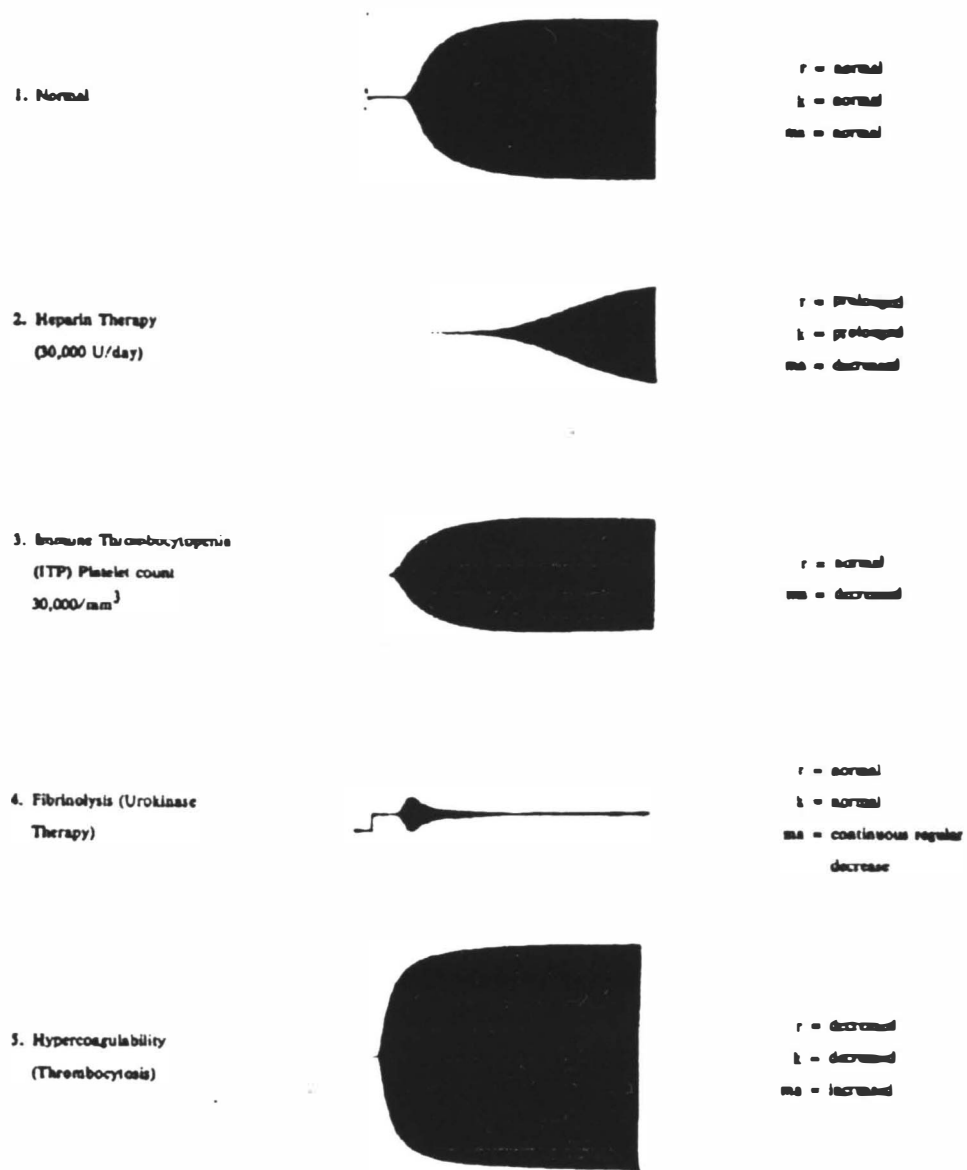 1. Normal
r = normal
k = normal
ma = normal
2. Heparin Therapy
(30,000 U/day)
r = prolonged
k = prolonged
ma = decreased
3. Immune Thrombocytopenia
(ITP) Platelet count
30,000/mm³
r = normal
ma = decreased
4. Fibrinolysis (Urokinase
Therapy)
r = normal
k = normal
ma = continuous regular
decrease
5. Hypercoagulability
(Thrombocytosis)
r = decreased
k = decreased
ma = increased